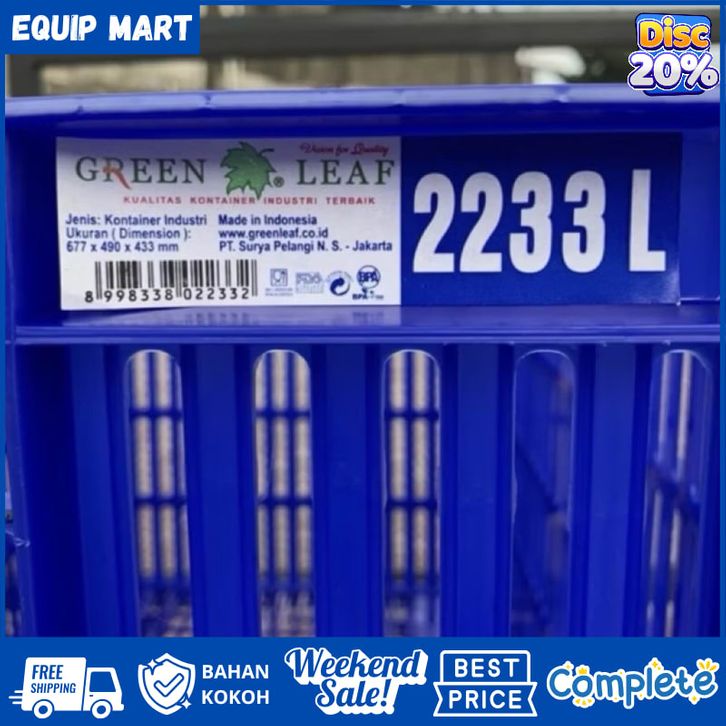 EQUIP MART
Disc
20%
Vision for Quality
GREEN LEAF ®
KUALITAS KONTAINER INDUSTRI TERBAIK
Jenis: Kontainer Industri Made in Indonesia
Ukuran ( Dimension ): www.greenleaf.co.id
677 x 490 x 433 mm PT. Surya Pelangi N. S. - Jakarta
8 998338 022332
FDA
BPA
2233 L
FREE
SHIPPING
BAHAN
KOKOH
Weekend
Sale!
BEST
PRICE
Complete